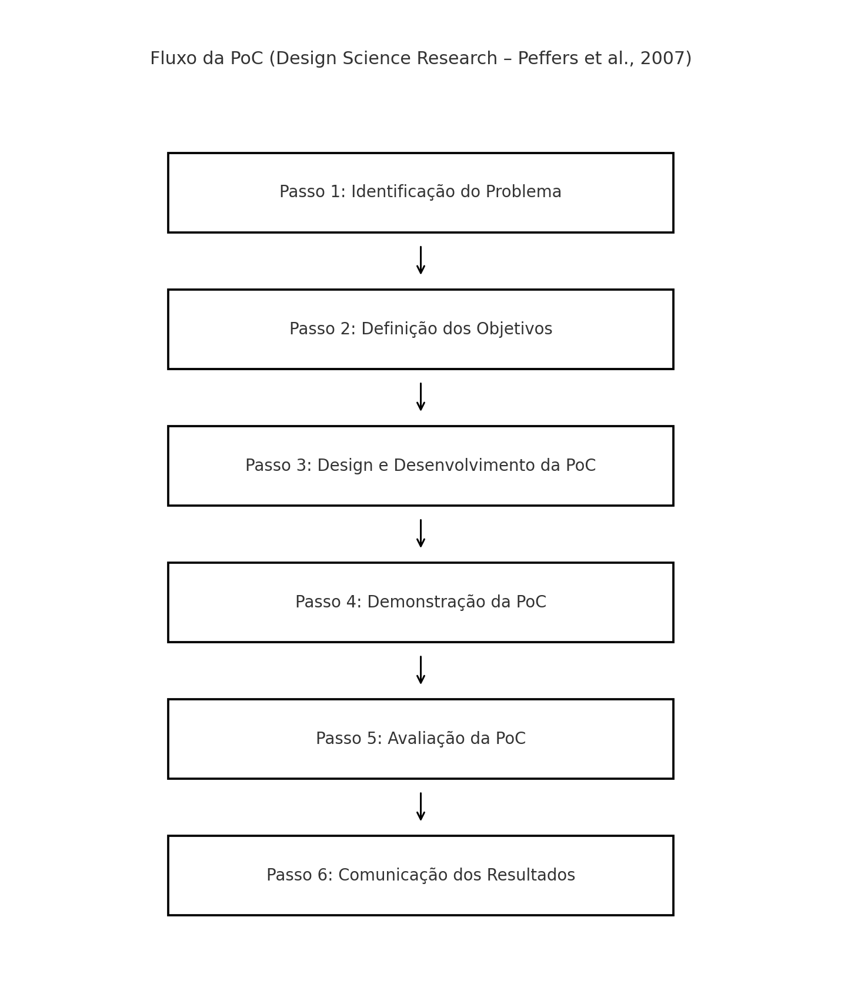 Fluxo da PoC (Design Science Research – Peffers et al., 2007)
Passo 1: Identificação do Problema
Passo 2: Definição dos Objetivos
Passo 3: Design e Desenvolvimento da PoC
Passo 4: Demonstração da PoC
Passo 5: Avaliação da PoC
Passo 6: Comunicação dos Resultados